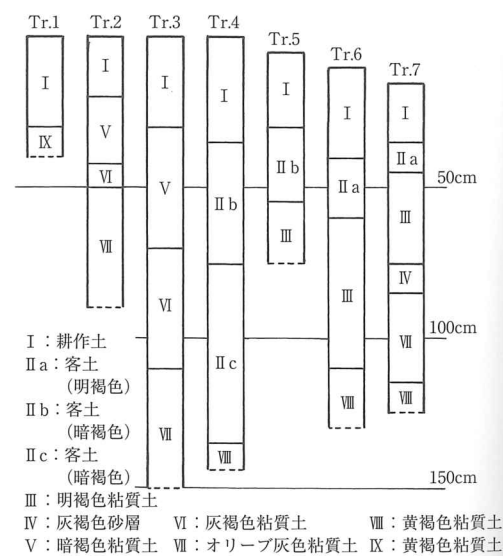 Tr.1 Tr.2 Tr.3 Tr.4 Tr.5 Tr.6 Tr.7
Ⅰ
Ⅸ
Ⅰ
Ⅴ
Ⅵ
Ⅶ
Ⅰ
Ⅴ
Ⅵ
Ⅶ
Ⅰ
Ⅱb
Ⅱc
Ⅷ
Ⅰ
Ⅱb
Ⅲ
Ⅰ
Ⅱa
Ⅲ
Ⅷ
Ⅰ
Ⅱa
Ⅲ
Ⅳ
Ⅶ
Ⅷ
50cm
100cm
150cm
Ⅰ:耕作土
Ⅱa:客土
(明褐色)
Ⅱb:客土
(暗褐色)
Ⅱc:客土
(暗褐色)
Ⅲ:明褐色粘質土
Ⅳ:灰褐色砂層 Ⅵ:灰褐色粘質土 Ⅷ:黄褐色粘質土
Ⅴ:暗褐色粘質土 Ⅶ:オリーブ灰色粘質土 Ⅸ:黄褐色粘質土